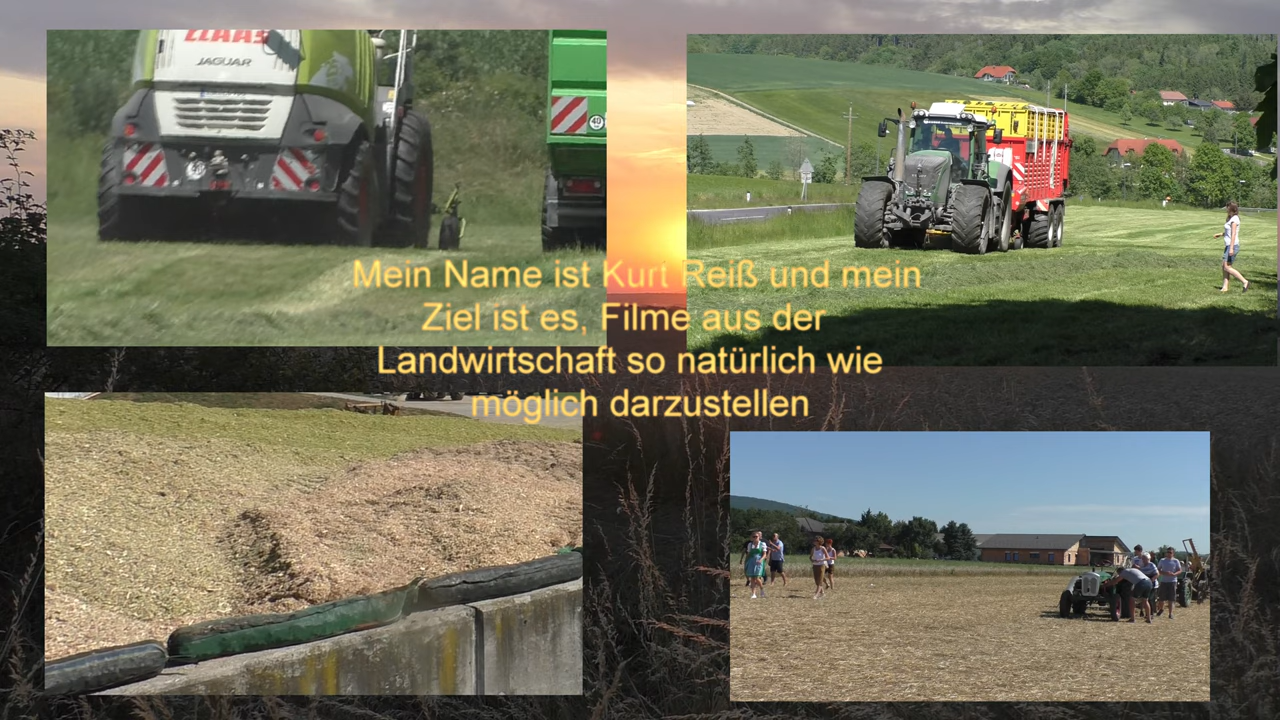 CLAAS
JAGUAR
40
Mein Name ist Kurt Reiß und mein
Ziel ist es, Filme aus der
Landwirtschaft so natürlich wie
möglich darzustellen